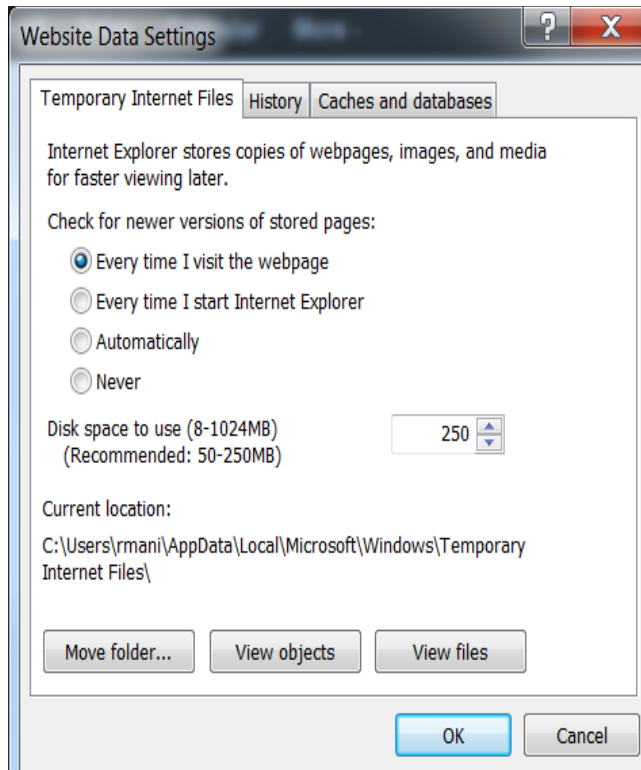 Website Data Settings
Temporary Internet Files
History
Caches and databases
Internet Explorer stores copies of webpages, images, and media
for faster viewing later.
Check for newer versions of stored pages:
Every time I visit the webpage
Every time I start Internet Explorer
Automatically
Never
Disk space to use (8-1024MB)
(Recommended: 50-250MB)
250
Current location:
C:\Users\rmani\AppData\Local\Microsoft\Windows\Temporary
Internet Files\
Move folder...
View objects
View files
OK
Cancel